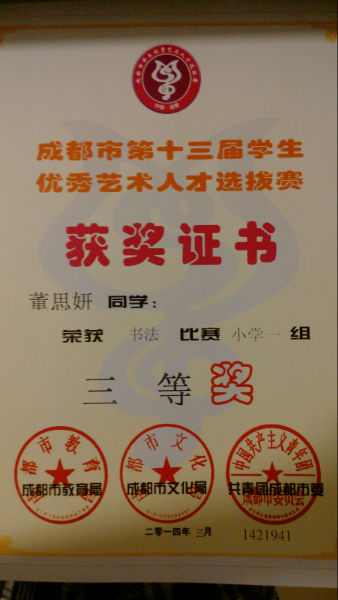 成都市第十三届学生
优秀艺术人才选拔赛
获奖证书
董思妍 同学：
荣获 书法 比赛 小学一 组
三等奖
成都市教育局 成都市文化局 共青团成都市委
二〇一四年三月 1421941